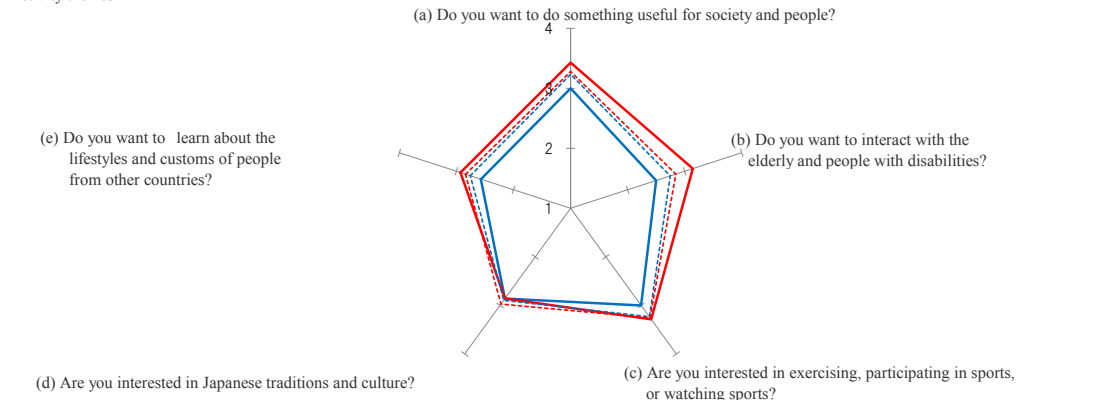 (a) Do you want to do something useful for society and people?
4
3
2
1
(b) Do you want to interact with the
elderly and people with disabilities?
(e) Do you want to learn about the
lifestyles and customs of people
from other countries?
(d) Are you interested in Japanese traditions and culture?
(c) Are you interested in exercising, participating in sports,
or watching sports?